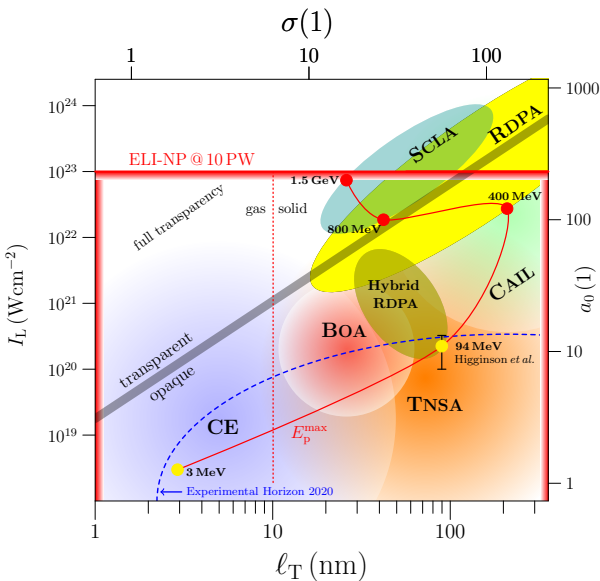 σ(1)
1 10 100
10²⁴
10²³
10²²
10²¹
10²⁰
10¹⁹
I_L (Wcm⁻²)
1000
100
10
1
a₀ (1)
ELI-NP @ 10 PW
SCLA
RDPA
1.5 GeV
400 MeV
full transparency
gas solid
800 MeV
CAIL
Hybrid
RDPA
BOA
transparent
opaque
94 MeV
Higginson et al.
TNSA
CE
E_p^max
3 MeV
Experimental Horizon 2020
1 10 100
ℓ_T (nm)